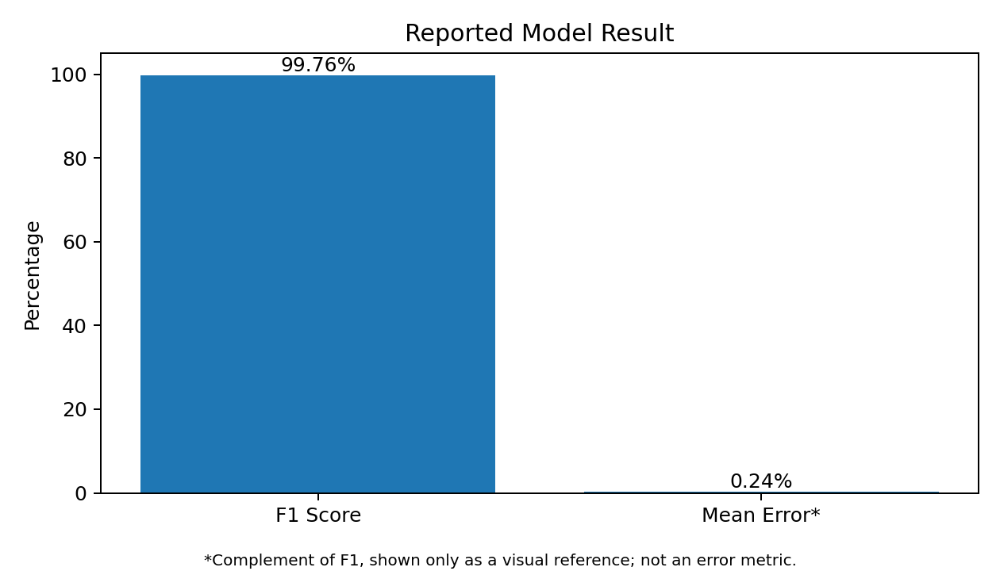 Reported Model Result
99.76%
100
80
60
40
20
0
Percentage
0.24%
F1 Score
Mean Error*
*Complement of F1, shown only as a visual reference; not an error metric.